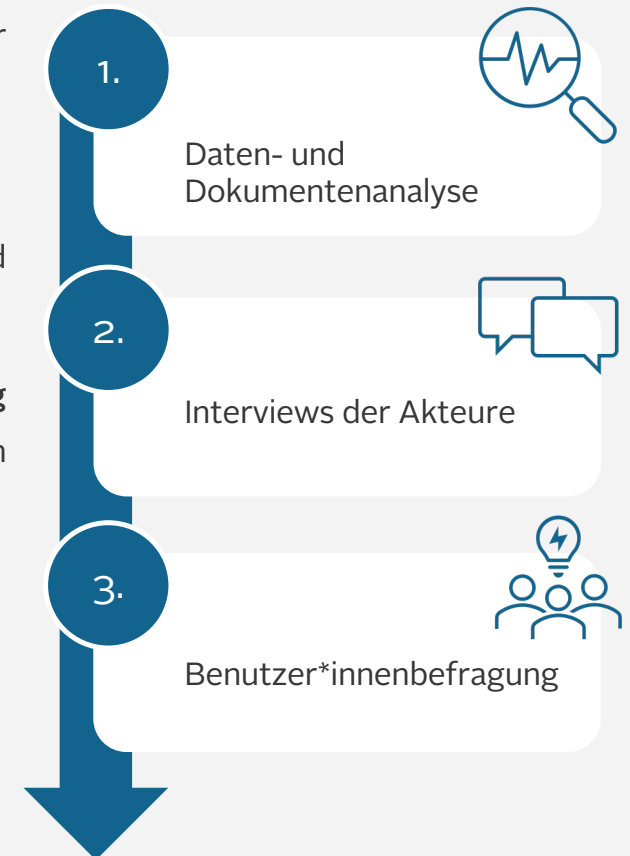 1.
Daten- und
Dokumentenanalyse
2.
Interviews der Akteure
3.
Benutzer*innenbefragung